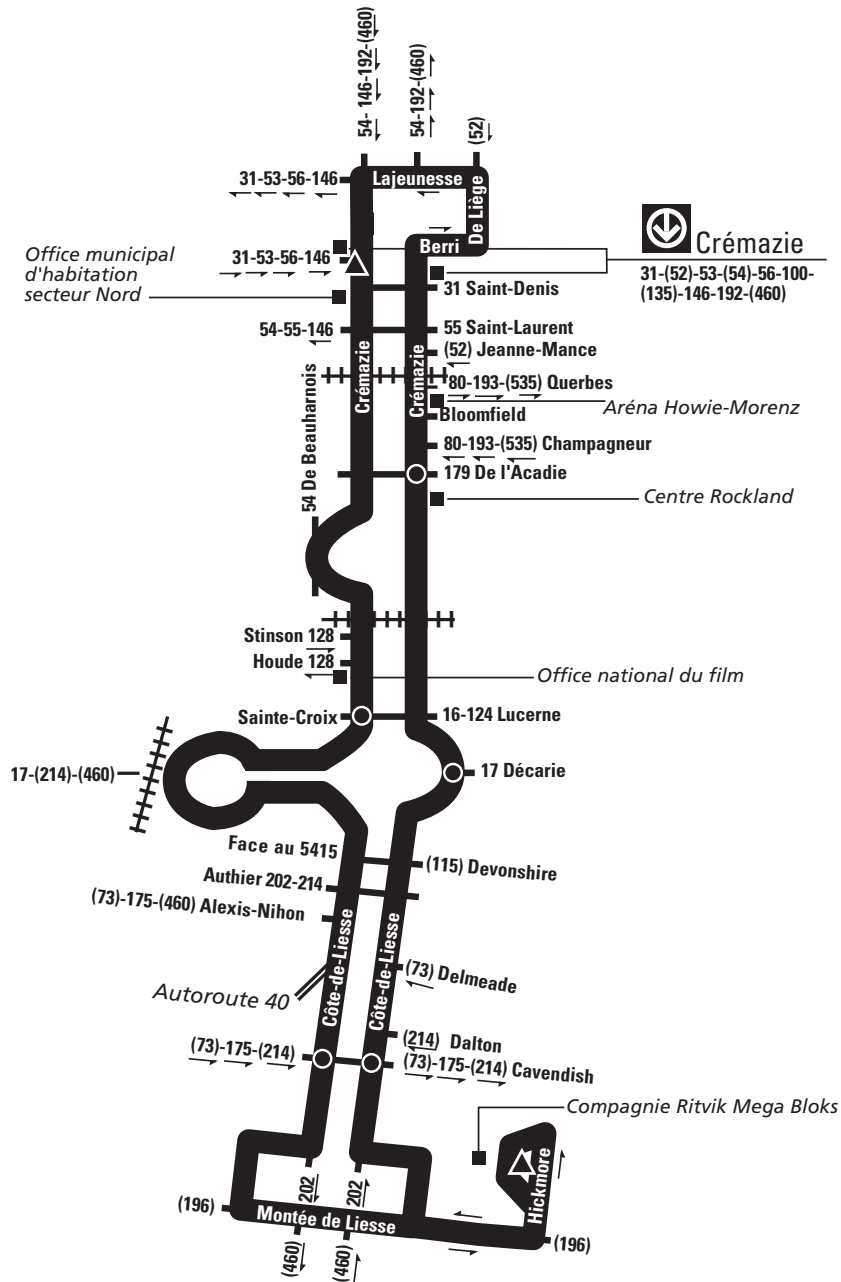 54- 146-192-(460)
54-192-(460)
(52)
31-53-56-146
Lajeunesse
De Liège
Berri
Crémazie
31-(52)-53-(54)-56-100-
(135)-146-192-(460)
Office municipal
d'habitation
secteur Nord
31-53-56-146
31 Saint-Denis
54-55-146
55 Saint-Laurent
(52) Jeanne-Mance
Crémazie
Crémazie
80-193-(535) Querbes
Aréna Howie-Morenz
Bloomfield
54 De Beauharnois
80-193-(535) Champagneur
179 De l'Acadie
Centre Rockland
Stinson 128
Houde 128
Office national du film
Sainte-Croix
16-124 Lucerne
17-(214)-(460)
17 Décarie
Face au 5415
(115) Devonshire
Authier 202-214
(73)-175-(460) Alexis-Nihon
Côte-de-Liesse
Côte-de-Liesse
(73) Delmeade
Autoroute 40
(214) Dalton
(73)-175-(214)
(73)-175-(214) Cavendish
Compagnie Ritvik Mega Bloks
Hickmore
202
202
(196)
Montée de Liesse
(196)
(460)
(460)